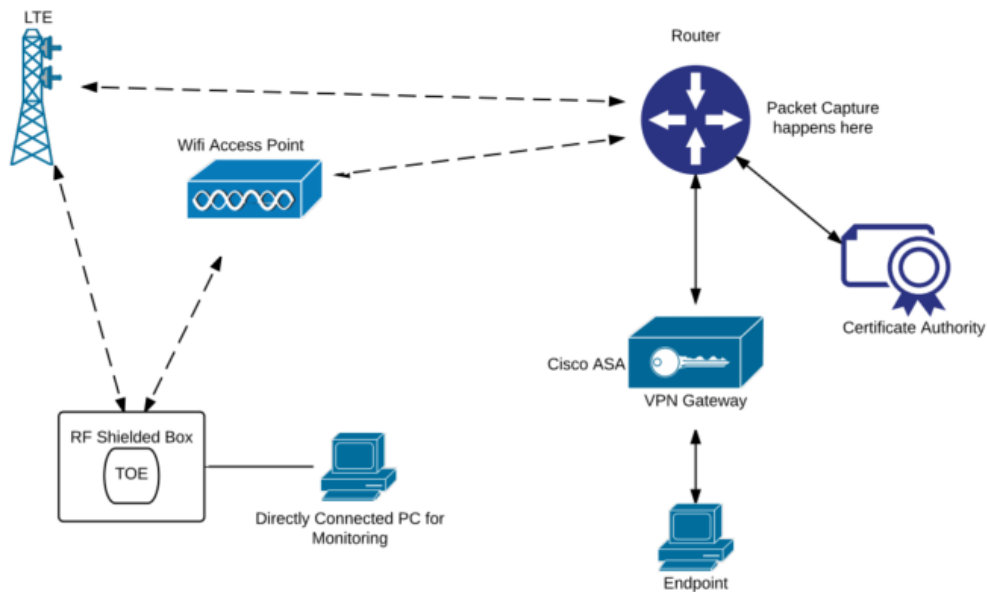 LTE
Router
Packet Capture
happens here
Wifi Access Point
Certificate Authority
Cisco ASA
VPN Gateway
RF Shielded Box
TOE
Directly Connected PC for
Monitoring
Endpoint